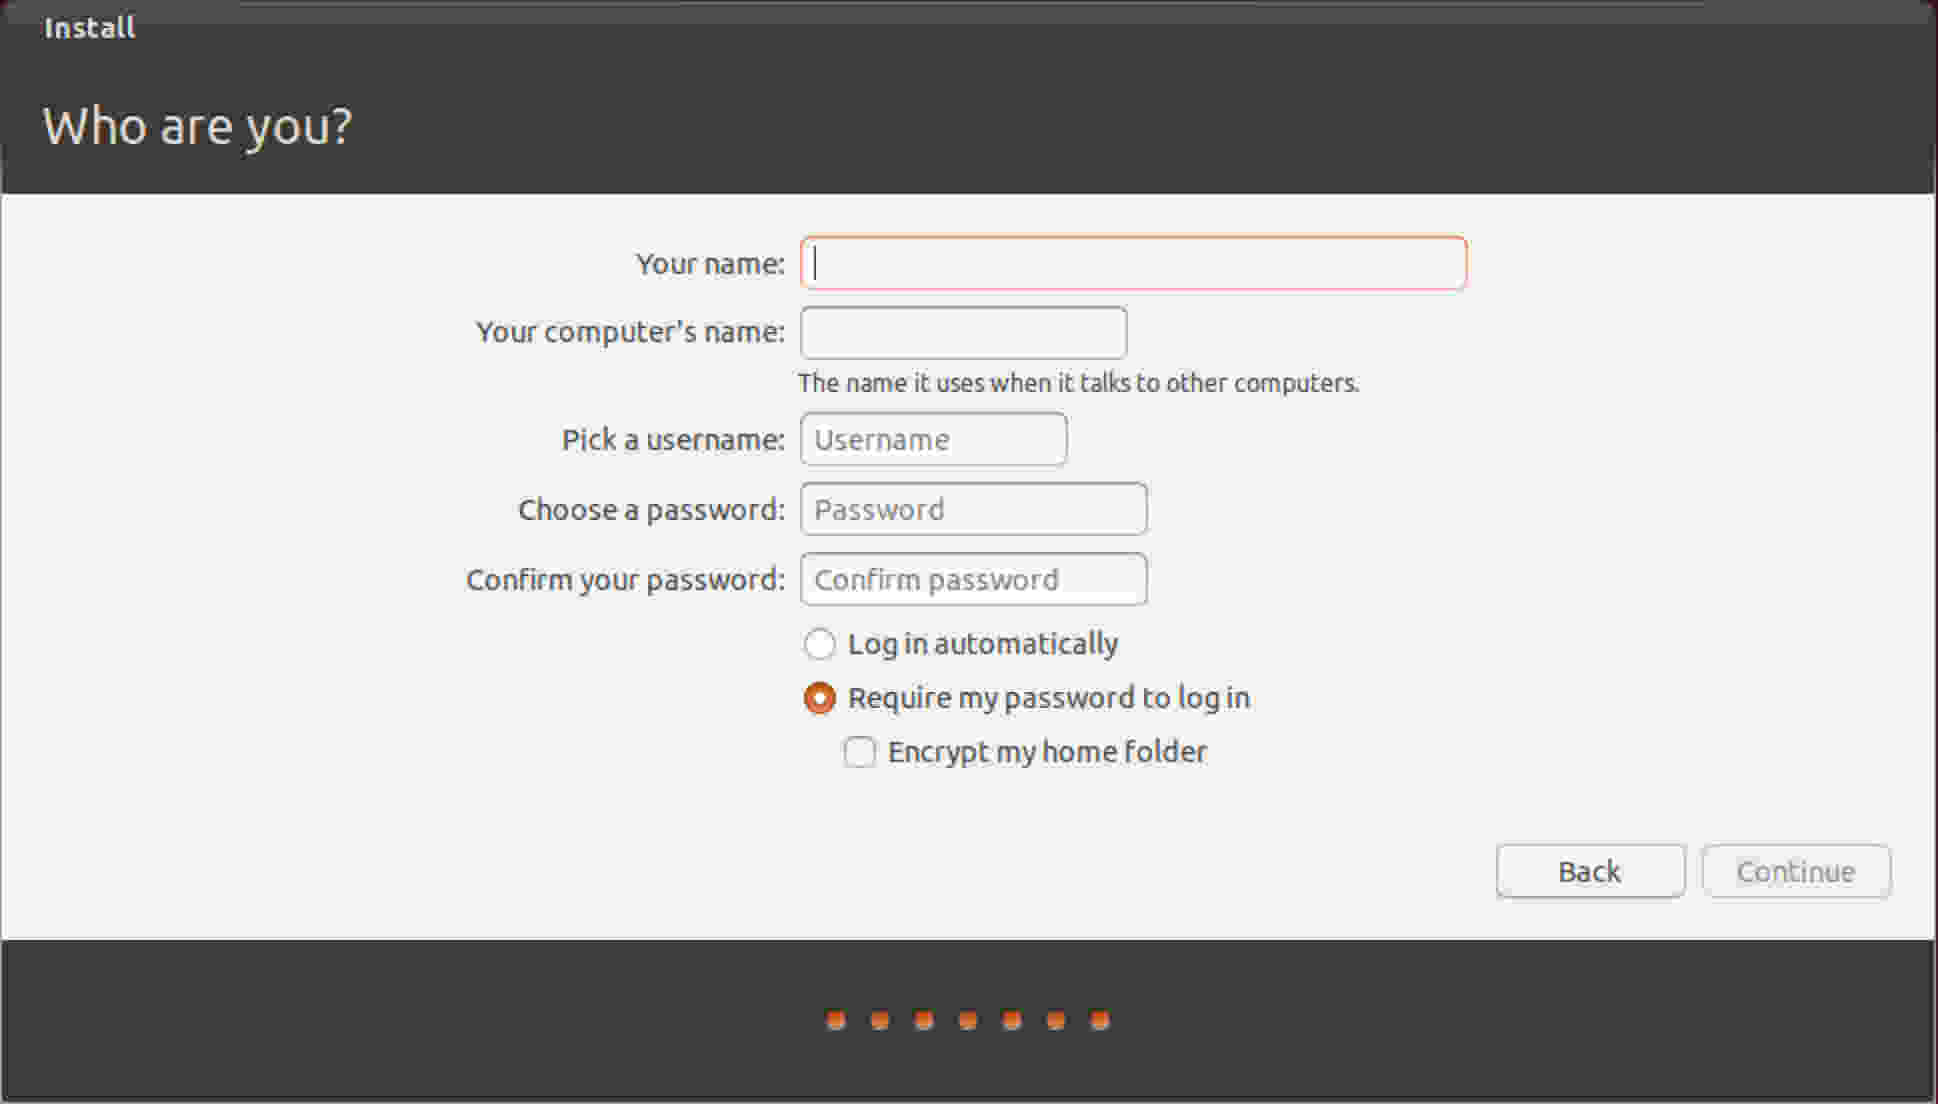 Install
Who are you?
Your name:
Your computer's name:
The name it uses when it talks to other computers.
Pick a username: Username
Choose a password: Password
Confirm your password: Confirm password
Log in automatically
Require my password to log in
Encrypt my home folder
Back Continue